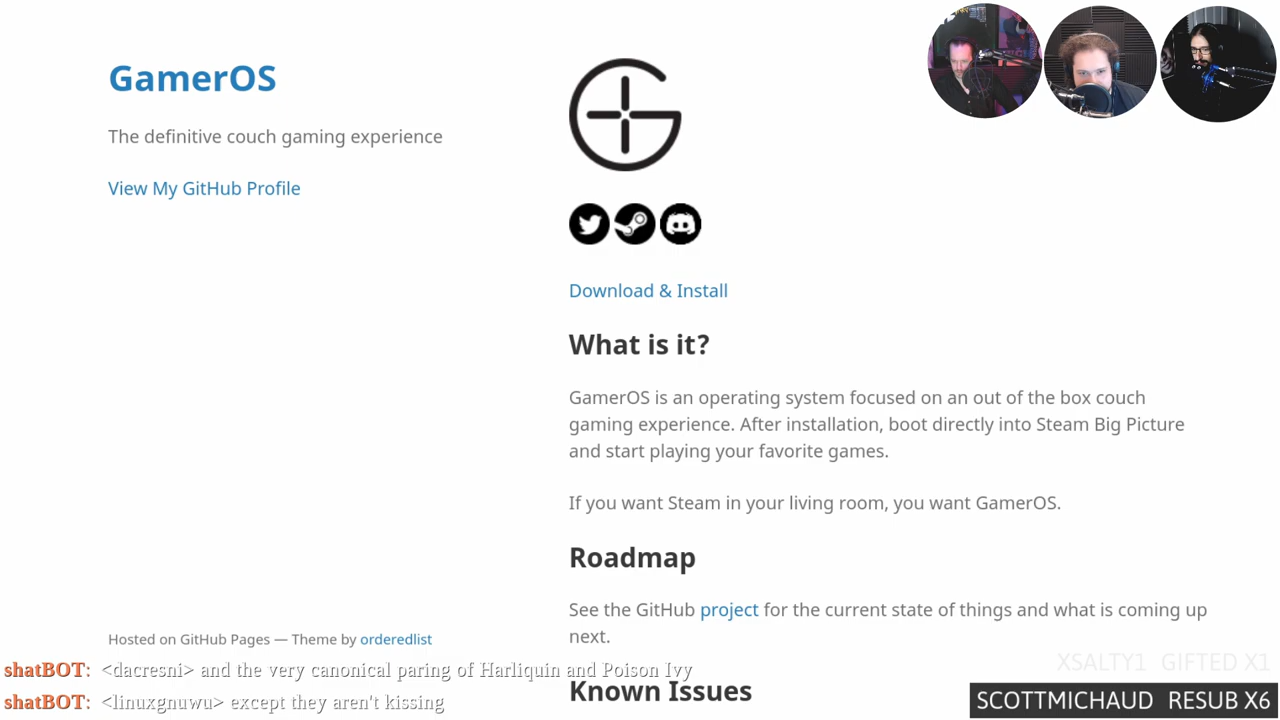 GamerOS
The definitive couch gaming experience
View My GitHub Profile
Download & Install
What is it?
GamerOS is an operating system focused on an out of the box couch
gaming experience. After installation, boot directly into Steam Big Picture
and start playing your favorite games.
If you want Steam in your living room, you want GamerOS.
Roadmap
See the GitHub project for the current state of things and what is coming up
next.
Known Issues
Hosted on GitHub Pages — Theme by orderedlist
shatBOT: <dacresni> and the very canonical paring of Harliquin and Poison Ivy
shatBOT: <linuxgnuwu> except they aren't kissing
XSALTY1 GIFTED X1
SCOTTMICHAUD RESUB X6